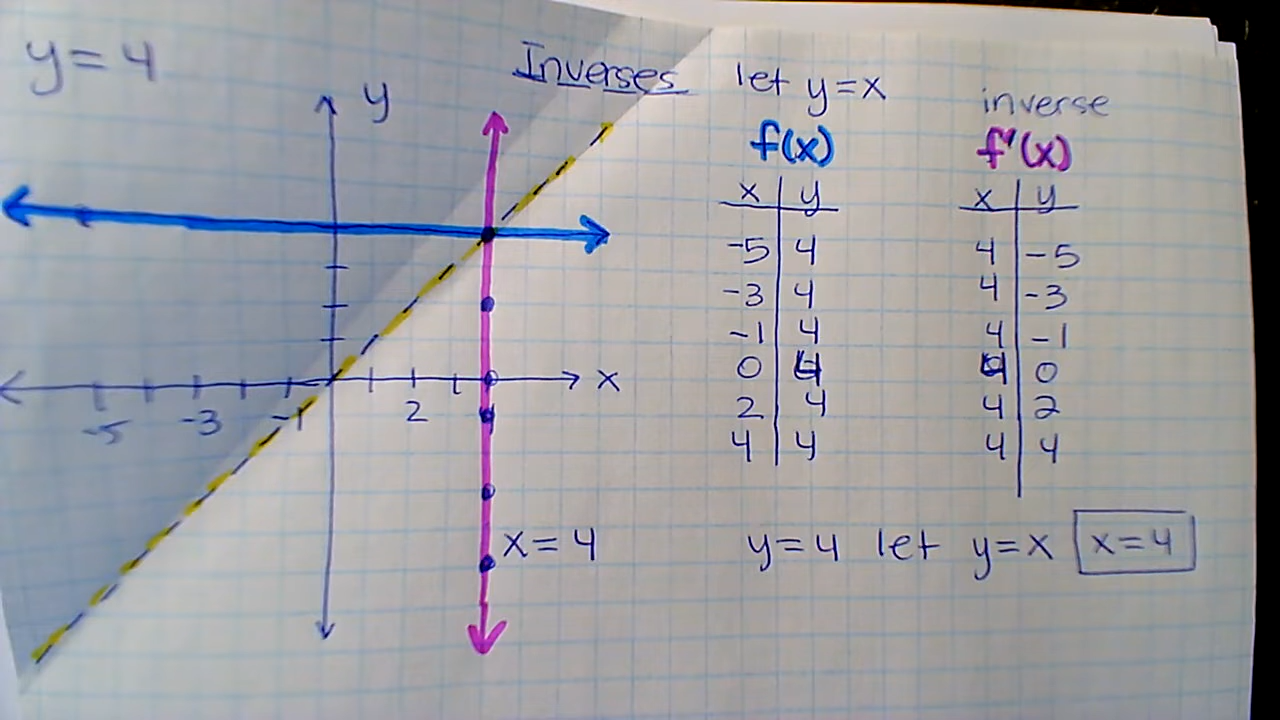 y = 4
Inverses
let y = x
inverse
y
f(x)
f'(x)
x y
x y
-5 4
4 -5
-3 4
4 -3
-1 4
4 -1
0 4
4 0
2 4
4 2
4 4
4 4
x
-5 -3 -1 2 4
x = 4
y = 4 let y = x x = 4